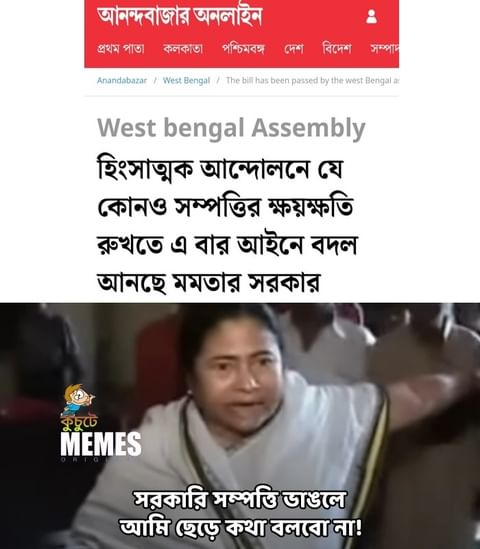 আনন্দবাজার অনলাইন
প্রথম পাতা কলকাতা পশ্চিমবঙ্গ দেশ বিদেশ সম্পাদ
Anandabazar / West Bengal / The bill has been passed by the west Bengal a
West bengal Assembly
হিংসাত্মক আন্দোলনে যে
কোনও সম্পত্তির ক্ষয়ক্ষতি
রুখতে এ বার আইনে বদল
আনছে মমতার সরকার
কুচুটে
MEMES
ORIGI
সরকারি সম্পত্তি ভাঙলে
আমি ছেড়ে কথা বলবো না!